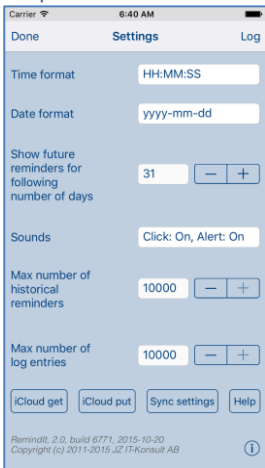 Carrier 6:40 AM
Done Settings Log
Time format HH:MM:SS
Date format yyyy-mm-dd
Show future
reminders for
following
number of days
31 — +
Sounds Click: On, Alert: On
Max number of
historical
reminders
10000 — +
Max number of
log entries
10000 — +
iCloud get iCloud put Sync settings Help
RemindIt, 2.0, build 6771, 2015-10-20
Copyright (c) 2011-2015 JZ IT-Konsult AB